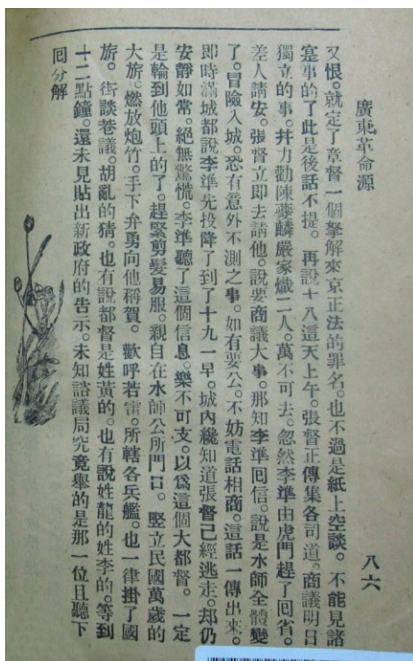 廣東革命源
八六
又恨。就定了章督一個拏解來京正法的罪名。也不過是紙上空談。不能見諸
寔事的了此是後話不提。再說十八這天上午。張督正傳集各司道。商議明日
獨立的事。幷力勸陳藥麟嚴家熾二人。萬不可去。忽然李準由虎門趕了回省。
差人請安。張督立即去請他。說要商議大事。那知李準囘信。說是水師全體變
了。冒險入城。恐有意外不測之事。如有要公。不妨電話相商。這話一傳出來。
即時滿城都說李準先投降了到了十九一早。城內纔知道張督已經逃走。却仍
安靜如常。絕無驚慌。李準聽了這個信息。樂不可支。以爲這個大都督。一定
是輪到他頭上的了。趕緊剪髮易服。親自在水師公所門口。竪立民國萬歲的
大旂。燃放炮竹。手下弁勇向他稱賀。歡呼若雷。所轄各兵艦。也一律掛了國
旂。街談巷議。胡亂的猜。也有說都督是姓黃的。也有說姓龍的姓李的。等到
十二點鐘。還未見貼出新政府的告示。未知諮議局究竟舉的是那一位且聽下
囘分解